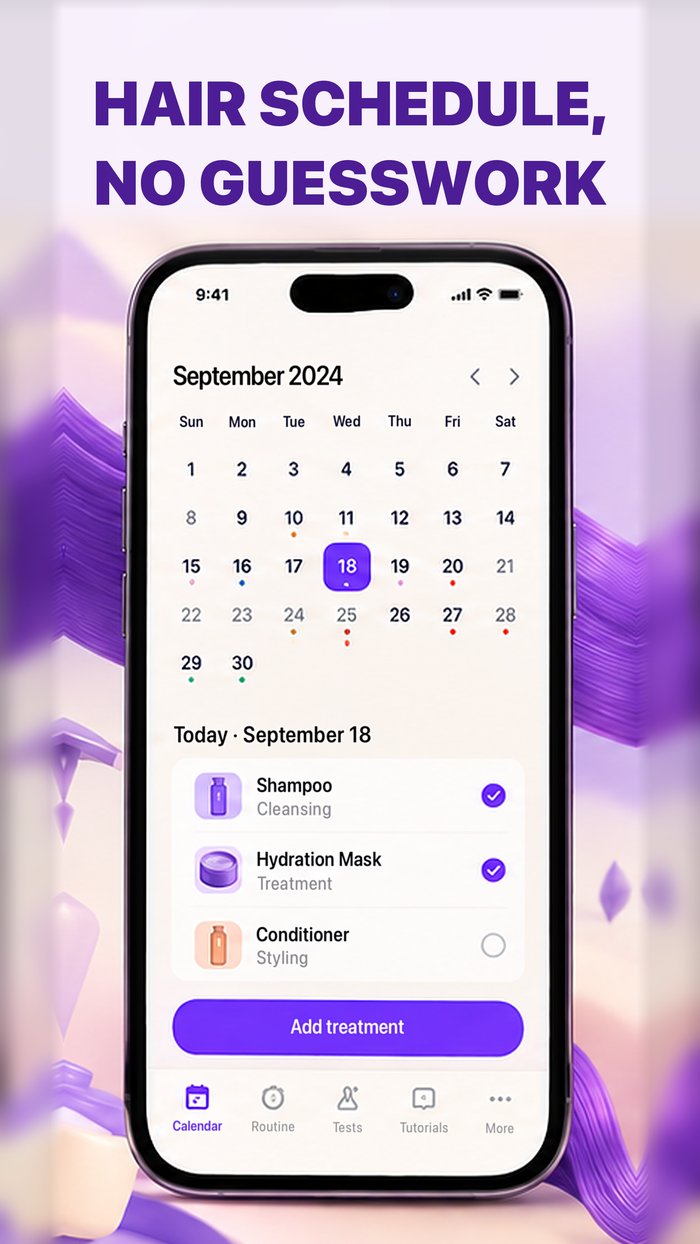 HAIR SCHEDULE,
NO GUESSWORK
9:41
September 2024
Sun Mon Tue Wed Thu Fri Sat
1 2 3 4 5 6 7
8 9 10 11 12 13 14
15 16 17 18 19 20 21
22 23 24 25 26 27 28
29 30
Today · September 18
Shampoo
Cleansing
Hydration Mask
Treatment
Conditioner
Styling
Add treatment
Calendar Routine Tests Tutorials More